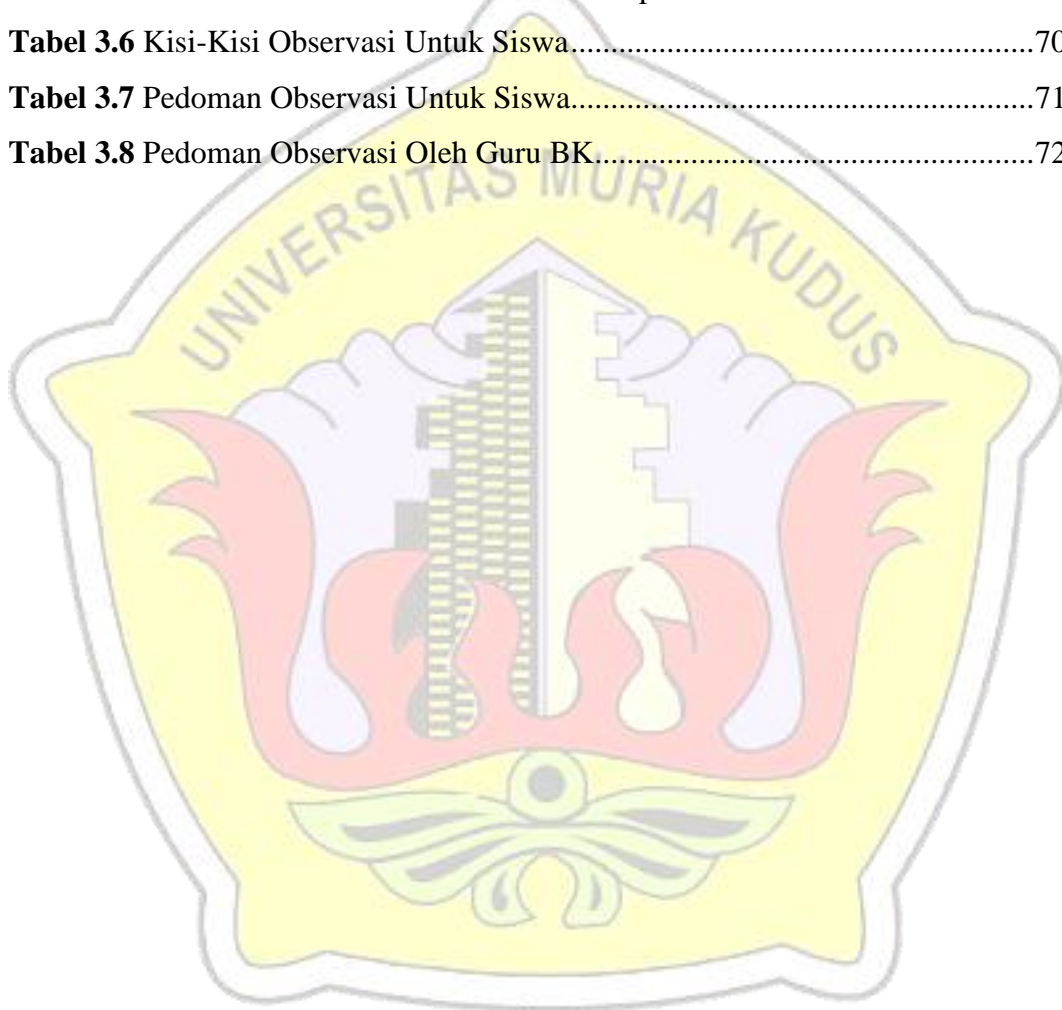 Tabel 3.6 Kisi-Kisi Observasi Untuk Siswa...................................................................70
Tabel 3.7 Pedoman Observasi Untuk Siswa................................................................71
Tabel 3.8 Pedoman Observasi Oleh Guru BK.............................................................72
UNIVERSITAS MURIA KUDUS